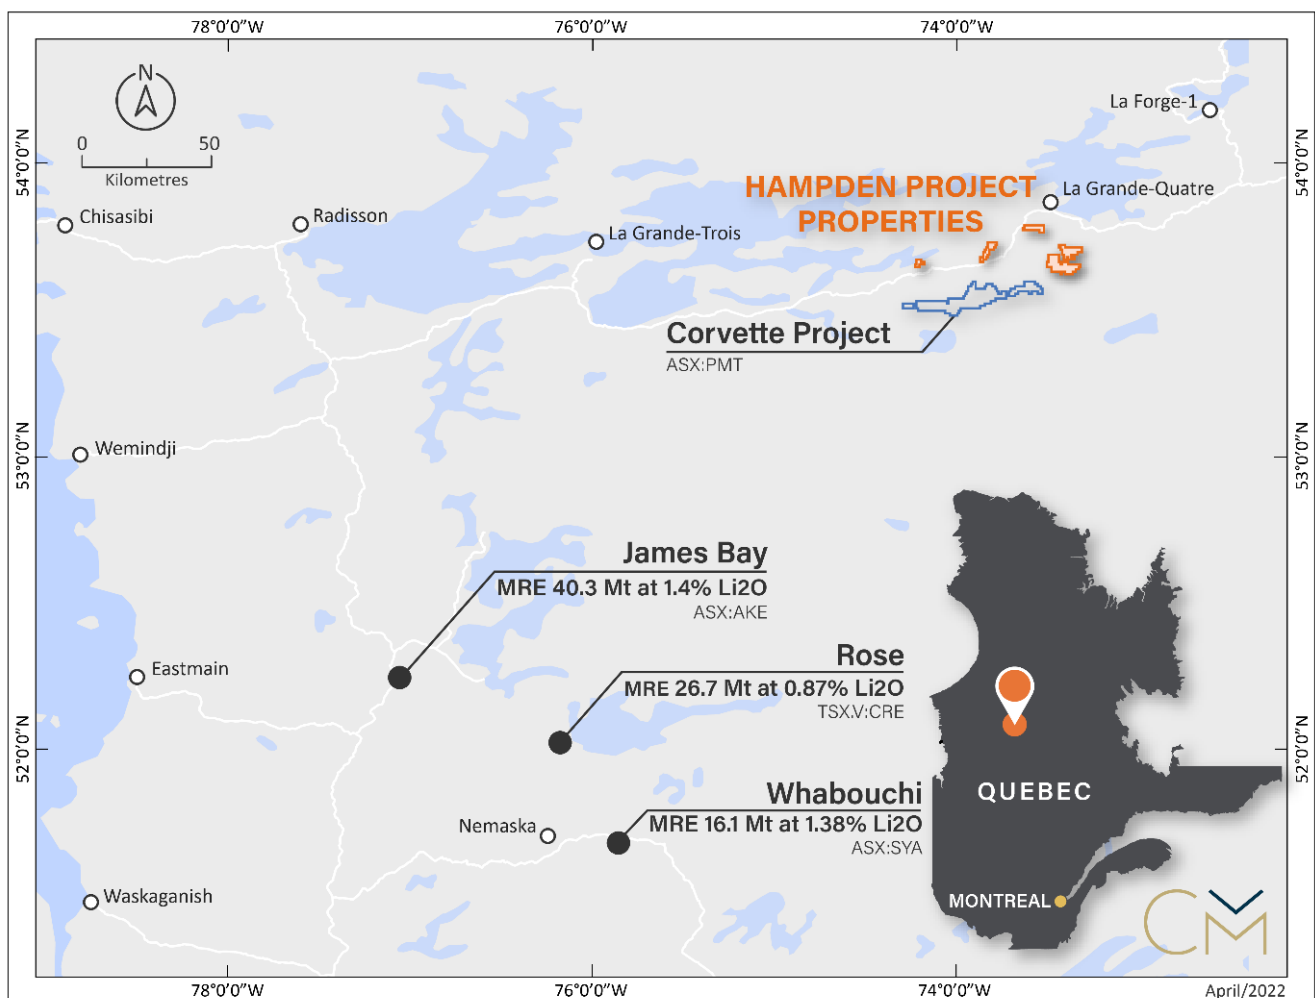 78°0'0"W
76°0'0"W
74°0'0"W
N
0
50
Kilometres
54°0'0"N
54°0'0"N
La Forge-1
HAMPDEN PROJECT
PROPERTIES
La Grande-Quatre
Chisasibi
Radisson
La Grande-Trois
Corvette Project
ASX:PMT
53°0'0"N
53°0'0"N
Wemindji
James Bay
MRE 40.3 Mt at 1.4% Li2O
ASX:AKE
Eastmain
Rose
MRE 26.7 Mt at 0.87% Li2O
TSX.V:CRE
52°0'0"N
52°0'0"N
Whabouchi
MRE 16.1 Mt at 1.38% Li2O
ASX:SYA
Nemaska
QUEBEC
Waskaganish
MONTREAL
CM
78°0'0"W
76°0'0"W
74°0'0"W
April/2022